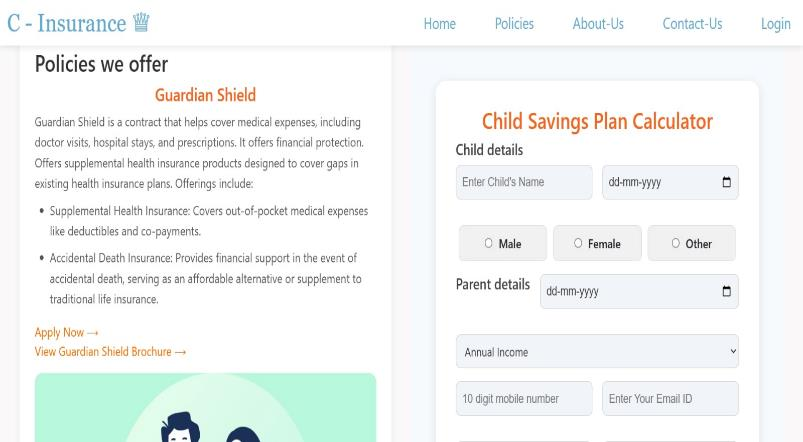 C - Insurance
Home
Policies
About-Us
Contact-Us
Login
Policies we offer
Guardian Shield
Guardian Shield is a contract that helps cover medical expenses, including
doctor visits, hospital stays, and prescriptions. It offers financial protection.
Offers supplemental health insurance products designed to cover gaps in
existing health insurance plans. Offerings include:
• Supplemental Health Insurance: Covers out-of-pocket medical expenses
like deductibles and co-payments.
• Accidental Death Insurance: Provides financial support in the event of
accidental death, serving as an affordable alternative or supplement to
traditional life insurance.
Apply Now →
View Guardian Shield Brochure →
Child Savings Plan Calculator
Child details
Enter Child's Name
dd-mm-yyyy
Male
Female
Other
Parent details
dd-mm-yyyy
Annual Income
10 digit mobile number
Enter Your Email ID